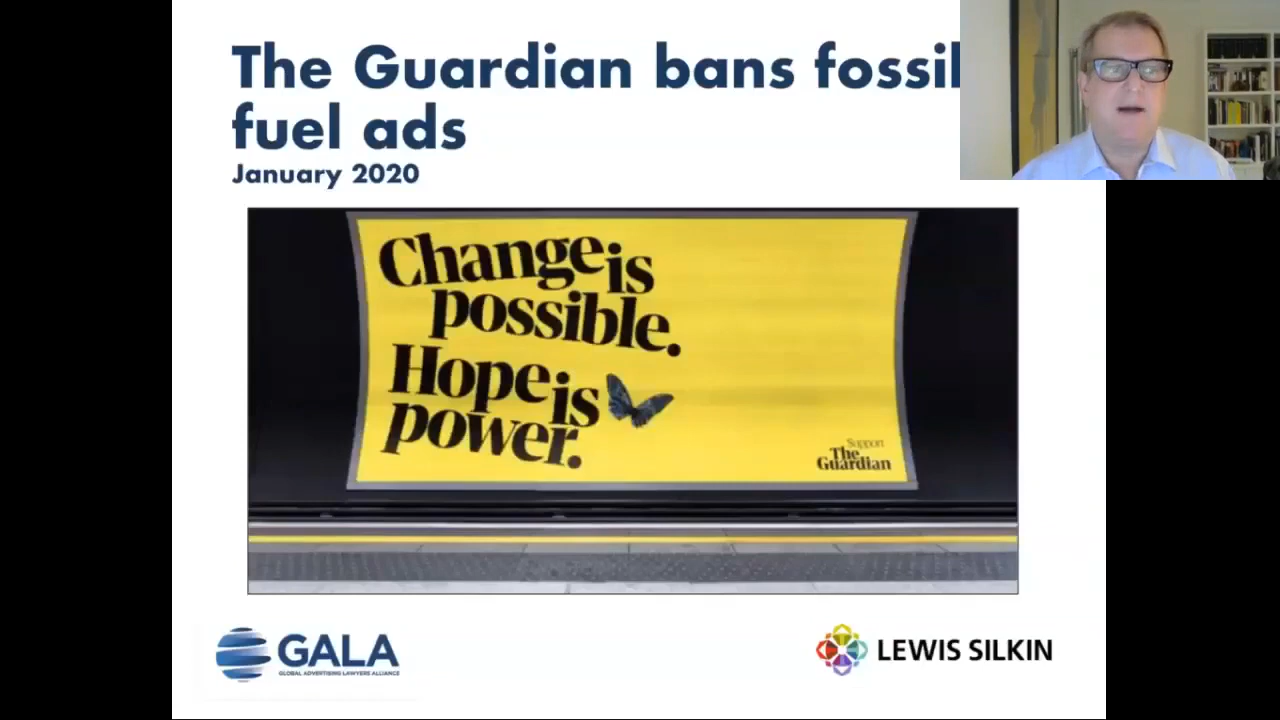 The Guardian bans fossil
fuel ads
January 2020
Change is
possible.
Hope is
power.
Support
The
Guardian
GALA
GLOBAL ADVERTISING LAWYERS ALLIANCE
LEWIS SILKIN